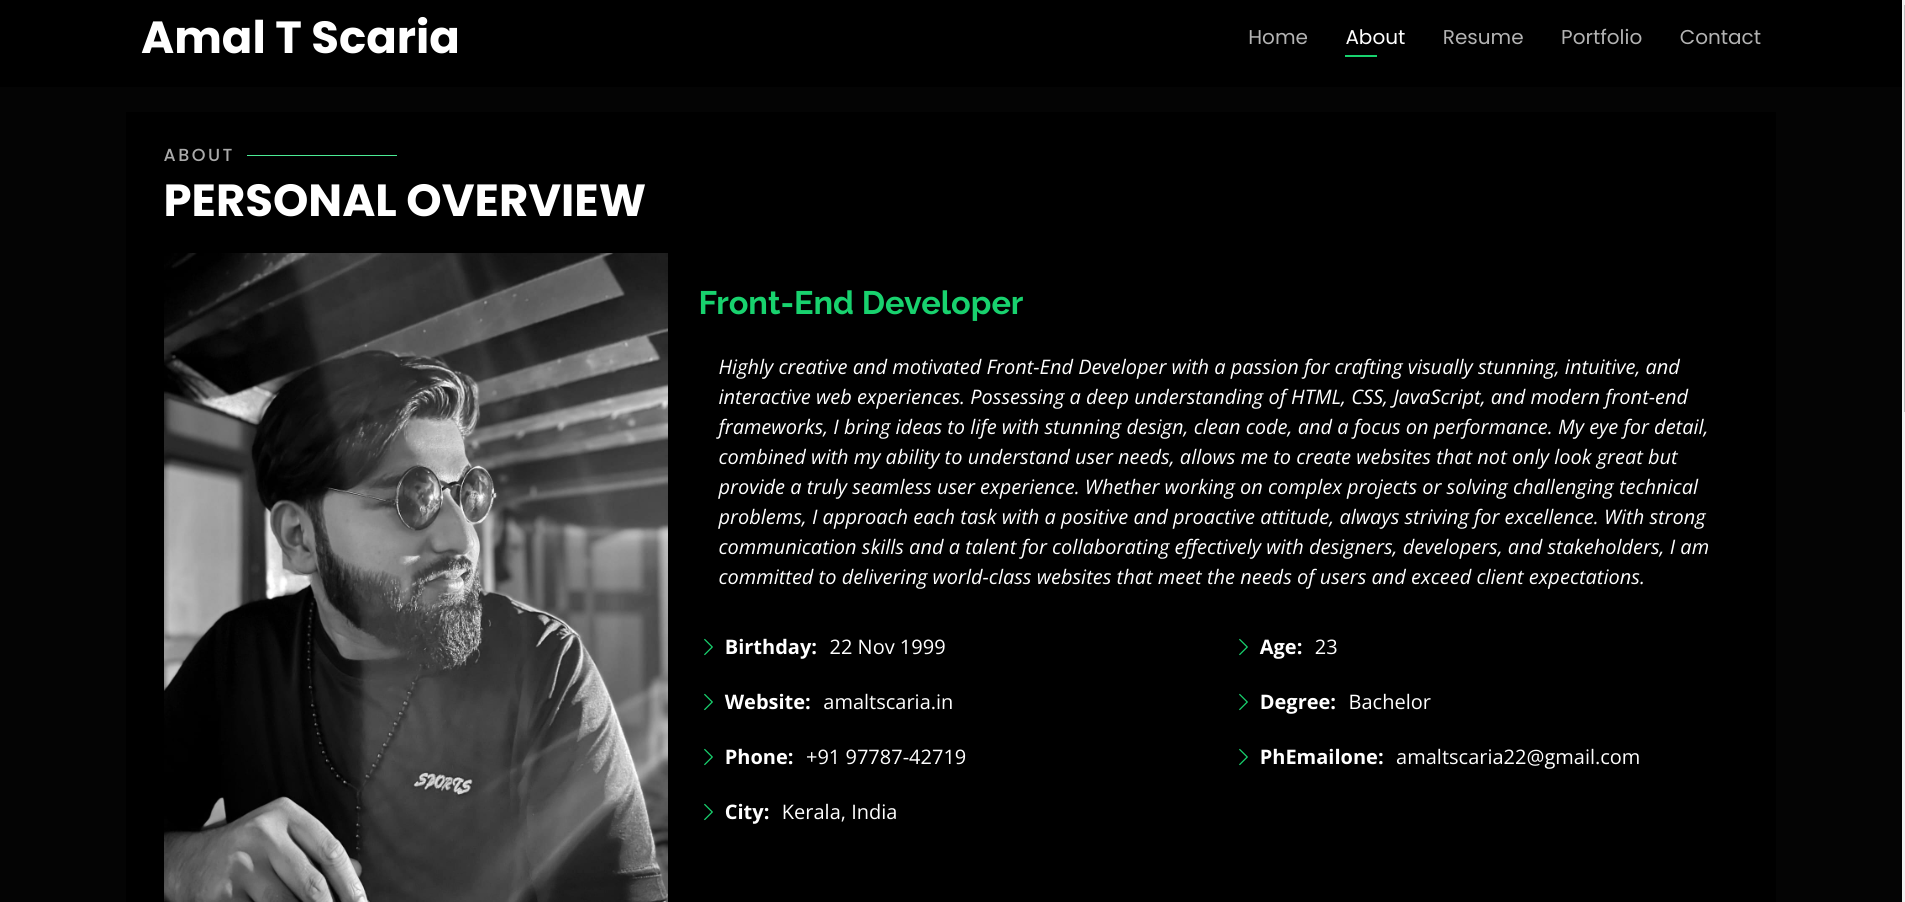 Amal T Scaria
Home
About
Resume
Portfolio
Contact
ABOUT
PERSONAL OVERVIEW
Front-End Developer
Highly creative and motivated Front-End Developer with a passion for crafting visually stunning, intuitive, and
interactive web experiences. Possessing a deep understanding of HTML, CSS, JavaScript, and modern front-end
frameworks, I bring ideas to life with stunning design, clean code, and a focus on performance. My eye for detail,
combined with my ability to understand user needs, allows me to create websites that not only look great but
provide a truly seamless user experience. Whether working on complex projects or solving challenging technical
problems, I approach each task with a positive and proactive attitude, always striving for excellence. With strong
communication skills and a talent for collaborating effectively with designers, developers, and stakeholders, I am
committed to delivering world-class websites that meet the needs of users and exceed client expectations.
Birthday: 22 Nov 1999
Age: 23
Website: amaltscaria.in
Degree: Bachelor
Phone: +91 97787-42719
PhEmailone: amaltscaria22@gmail.com
City: Kerala, India
SPORTS